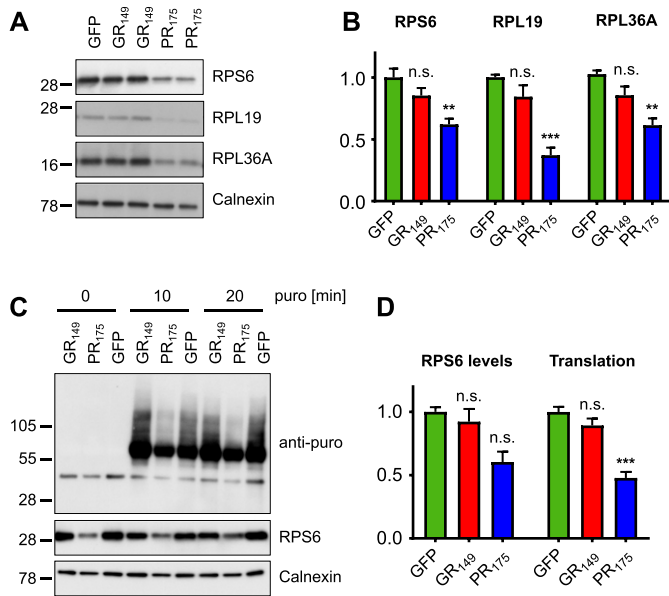 A
GFP GR149 GR149 PR175 PR175
28 RPS6
28 RPL19
16 RPL36A
78 Calnexin
B
RPS6 RPL19 RPL36A
1.0
0.5
0.0
n.s. ** n.s. *** n.s. **
GFP GR149 PR175 GFP GR149 PR175 GFP GR149 PR175
C
0 10 20 puro [min]
GR149 PR175 GFP GR149 PR175 GFP GR149 PR175 GFP
105
55 anti-puro
28
28 RPS6
78 Calnexin
D
RPS6 levels Translation
1.0
0.5
0.0
n.s. n.s. n.s. ***
GFP GR149 PR175 GFP GR149 PR175